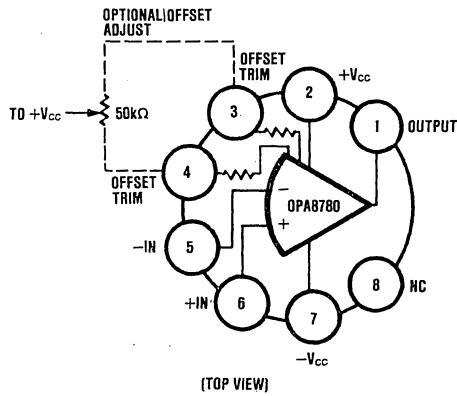 OPTIONAL/OFFSET
ADJUST
TO +VCC
50kΩ
OFFSET
TRIM
3
+VCC
2
1
OUTPUT
4
OFFSET
TRIM
−
OPA8780
+
−IN
5
+IN
6
7
−VCC
8
NC
(TOP VIEW)